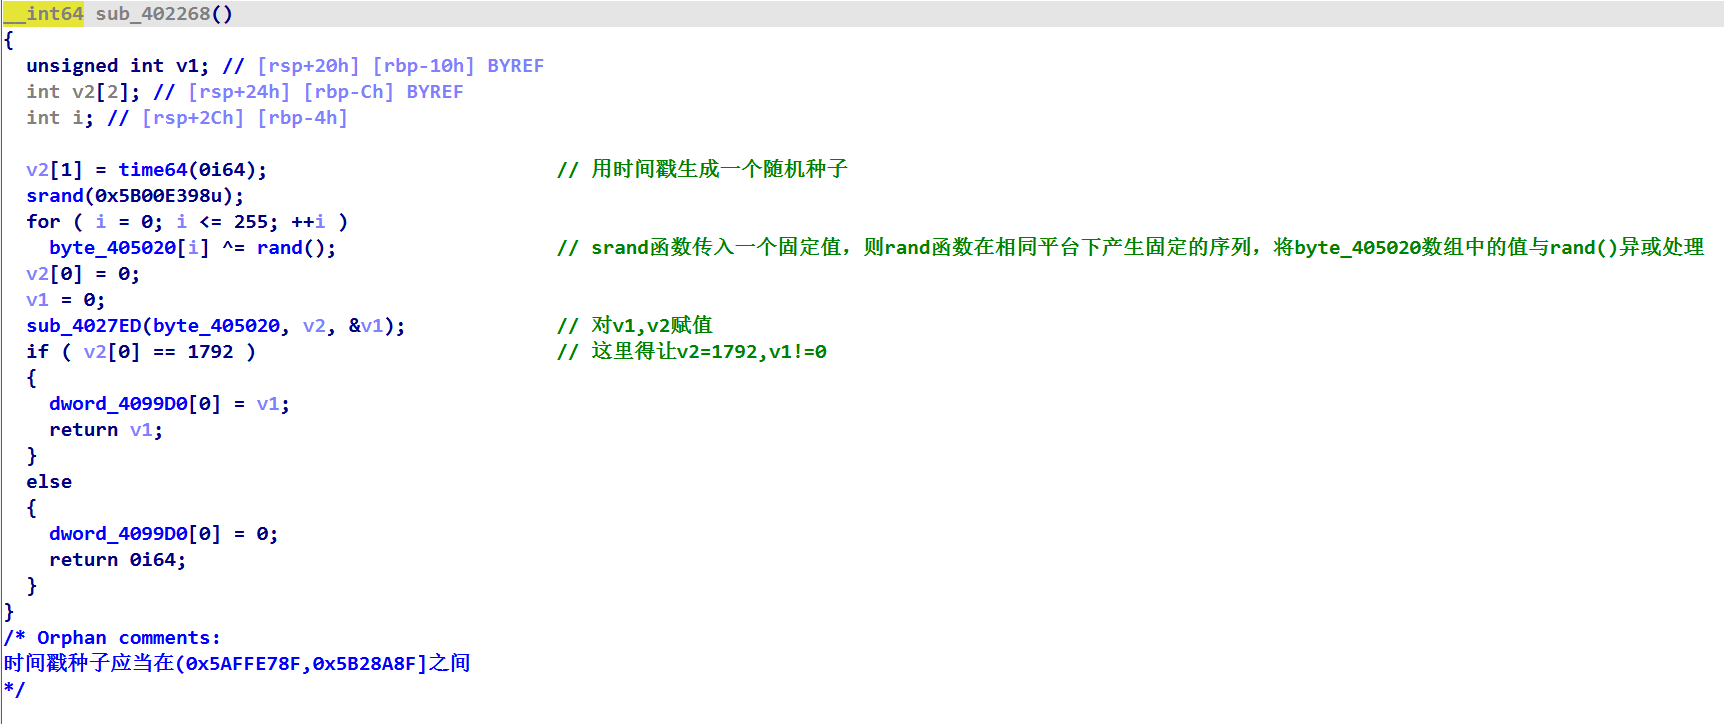 __int64 sub_402268()
{
  unsigned int v1; // [rsp+20h] [rbp-10h] BYREF
  int v2[2]; // [rsp+24h] [rbp-Ch] BYREF
  int i; // [rsp+2Ch] [rbp-4h]

  v2[1] = time64(0i64);                         // 用时间戳生成一个随机种子
  srand(0x5B00E398u);
  for ( i = 0; i <= 255; ++i )
    byte_405020[i] ^= rand();                   // srand函数传入一个固定值，则rand函数在相同平台下产生固定的序列，将byte_405020数组中的值与rand()异或处理
  v2[0] = 0;
  v1 = 0;
  sub_4027ED(byte_405020, v2, &v1);             // 对v1,v2赋值
  if ( v2[0] == 1792 )                          // 这里得让v2=1792,v1!=0
  {
    dword_4099D0[0] = v1;
    return v1;
  }
  else
  {
    dword_4099D0[0] = 0;
    return 0i64;
  }
}
/* Orphan comments:
时间戳种子应当在(0x5AFFE78F,0x5B28A8F]之间
*/